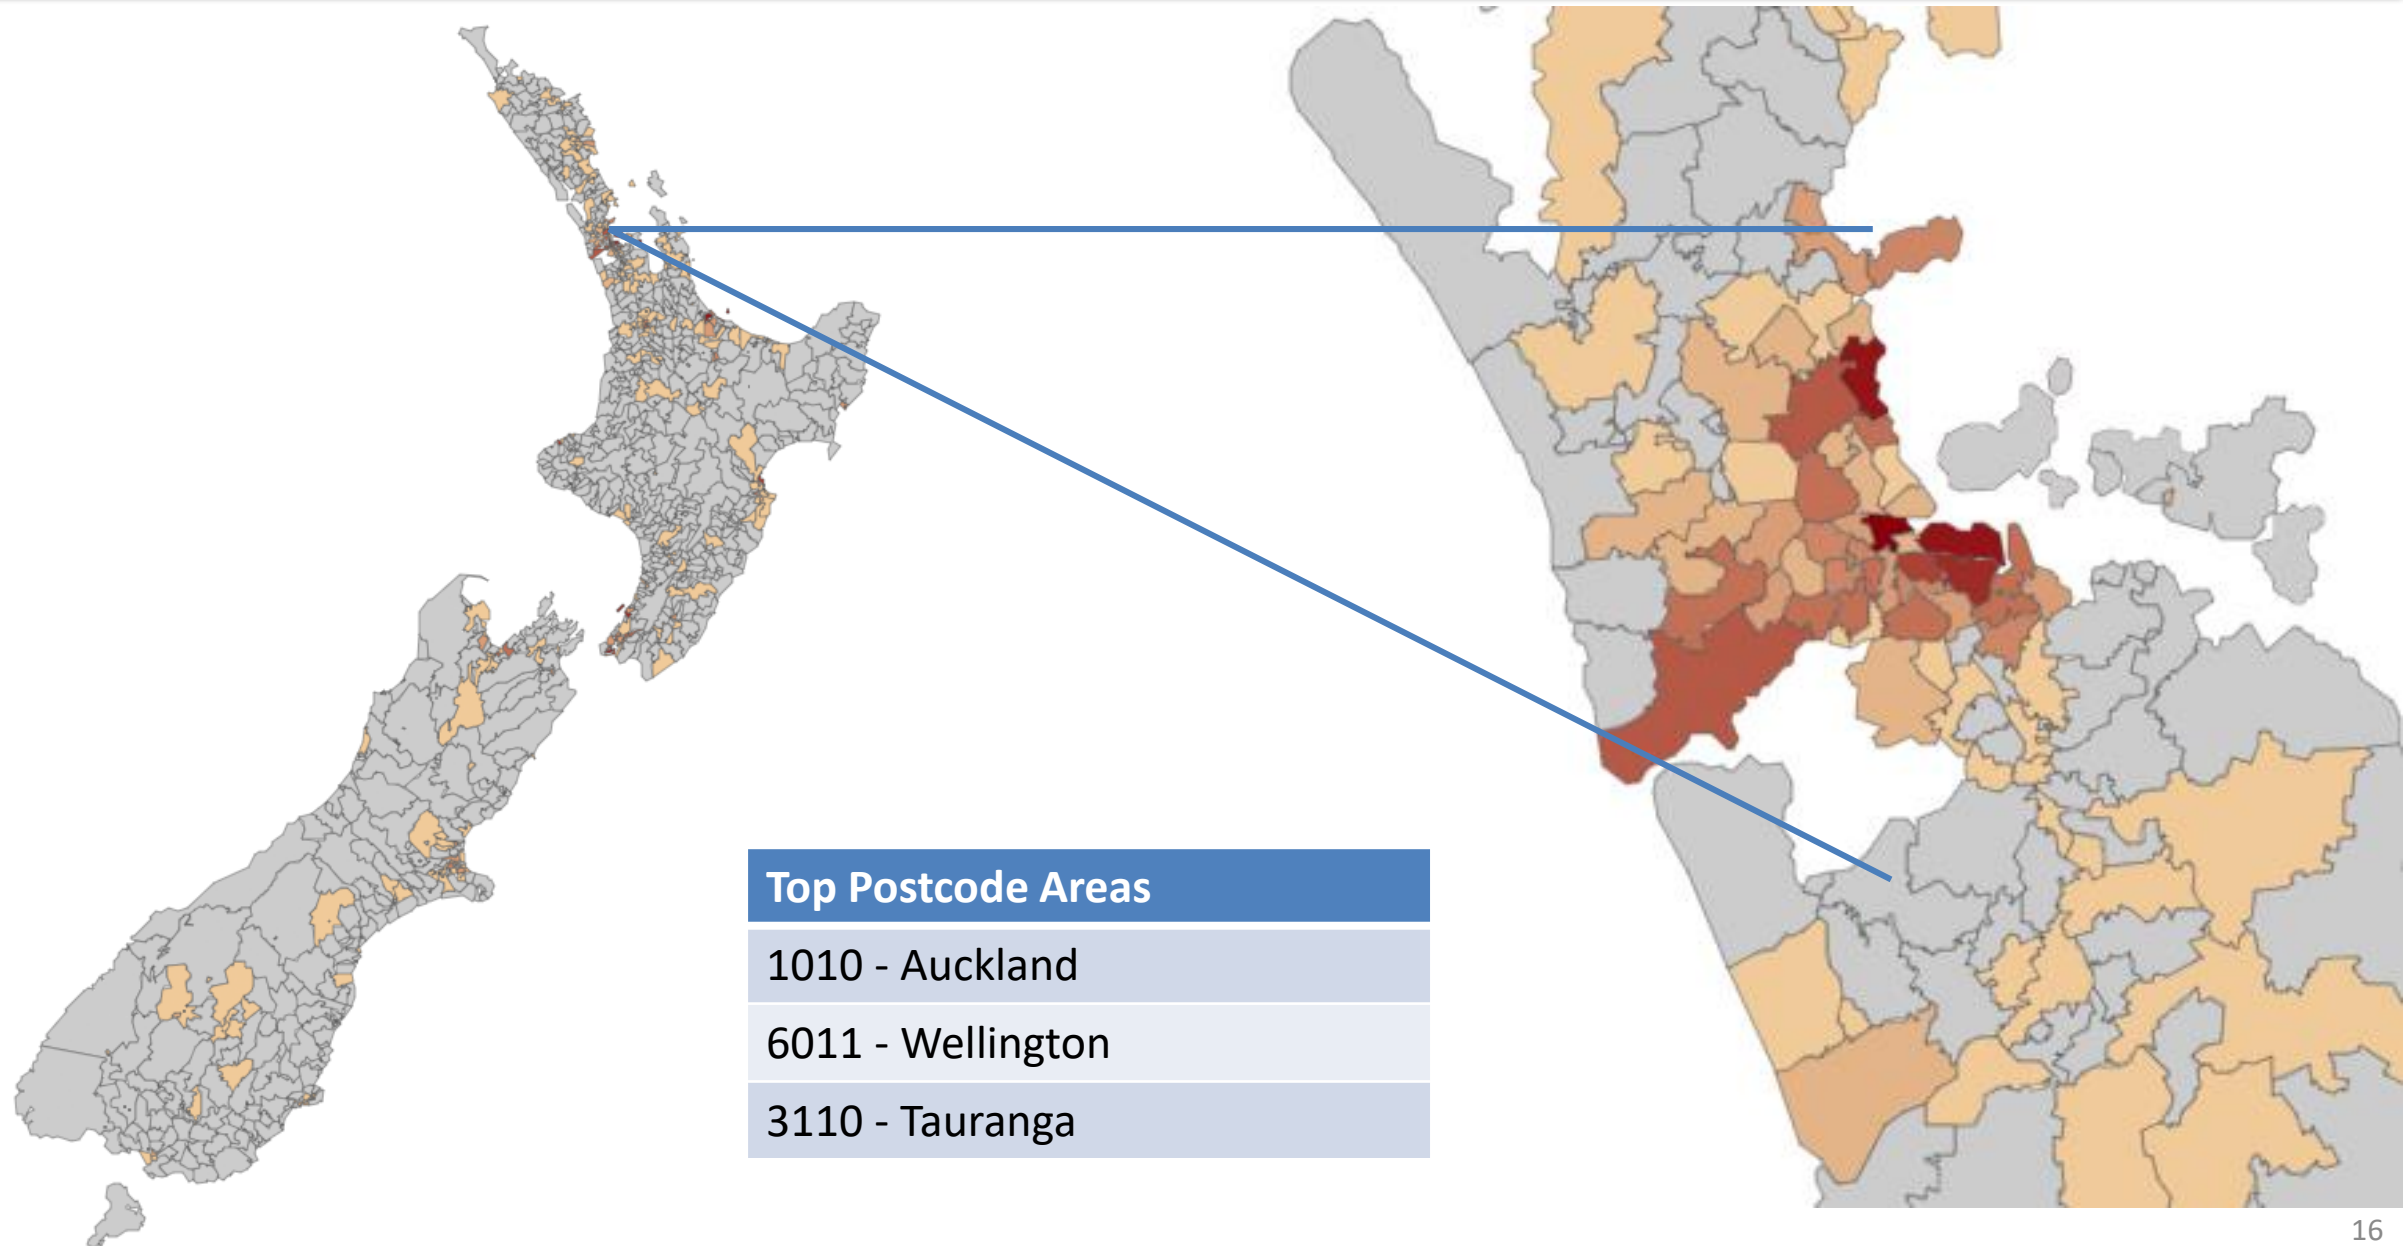 Top Postcode Areas
1010 - Auckland
6011 - Wellington
3110 - Tauranga
16